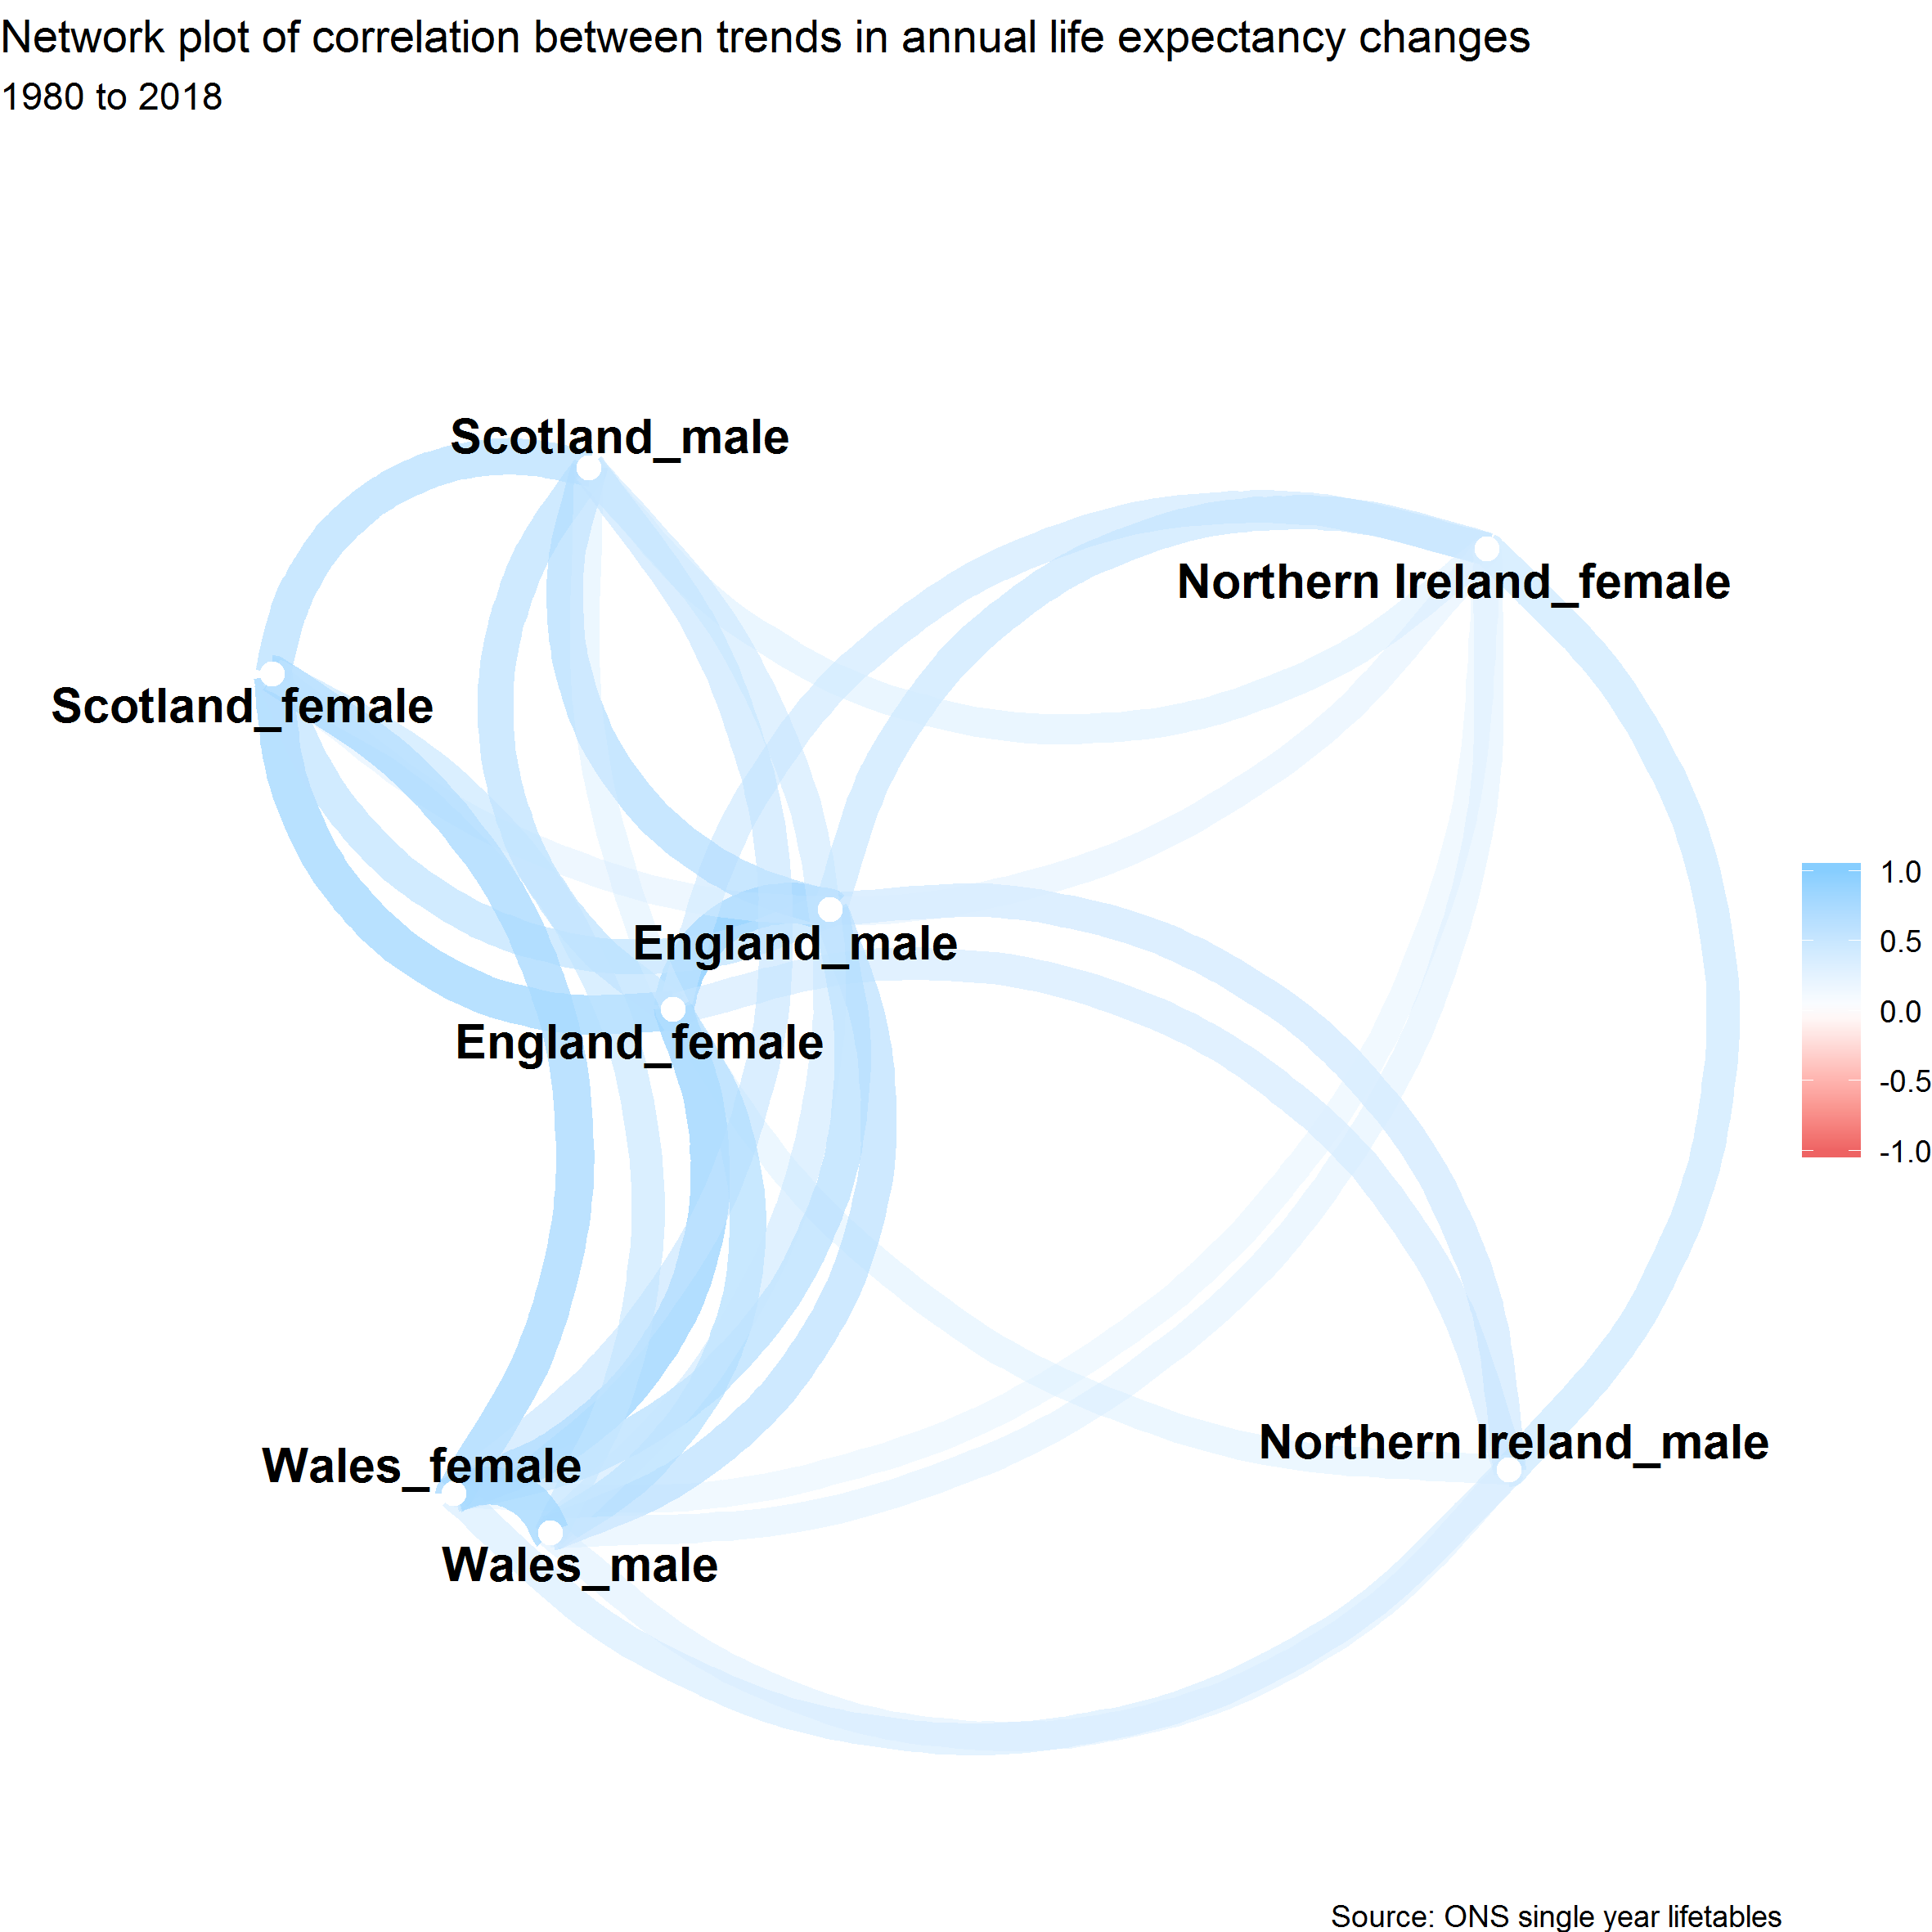 Network plot of correlation between trends in annual life expectancy changes
1980 to 2018
Scotland_male
Northern Ireland_female
Scotland_female
1.0
0.5
England_male
0.0
England_female
-0.5
-1.0
Northern Ireland_male
Wales_female
Wales_male
Source: ONS single year lifetables